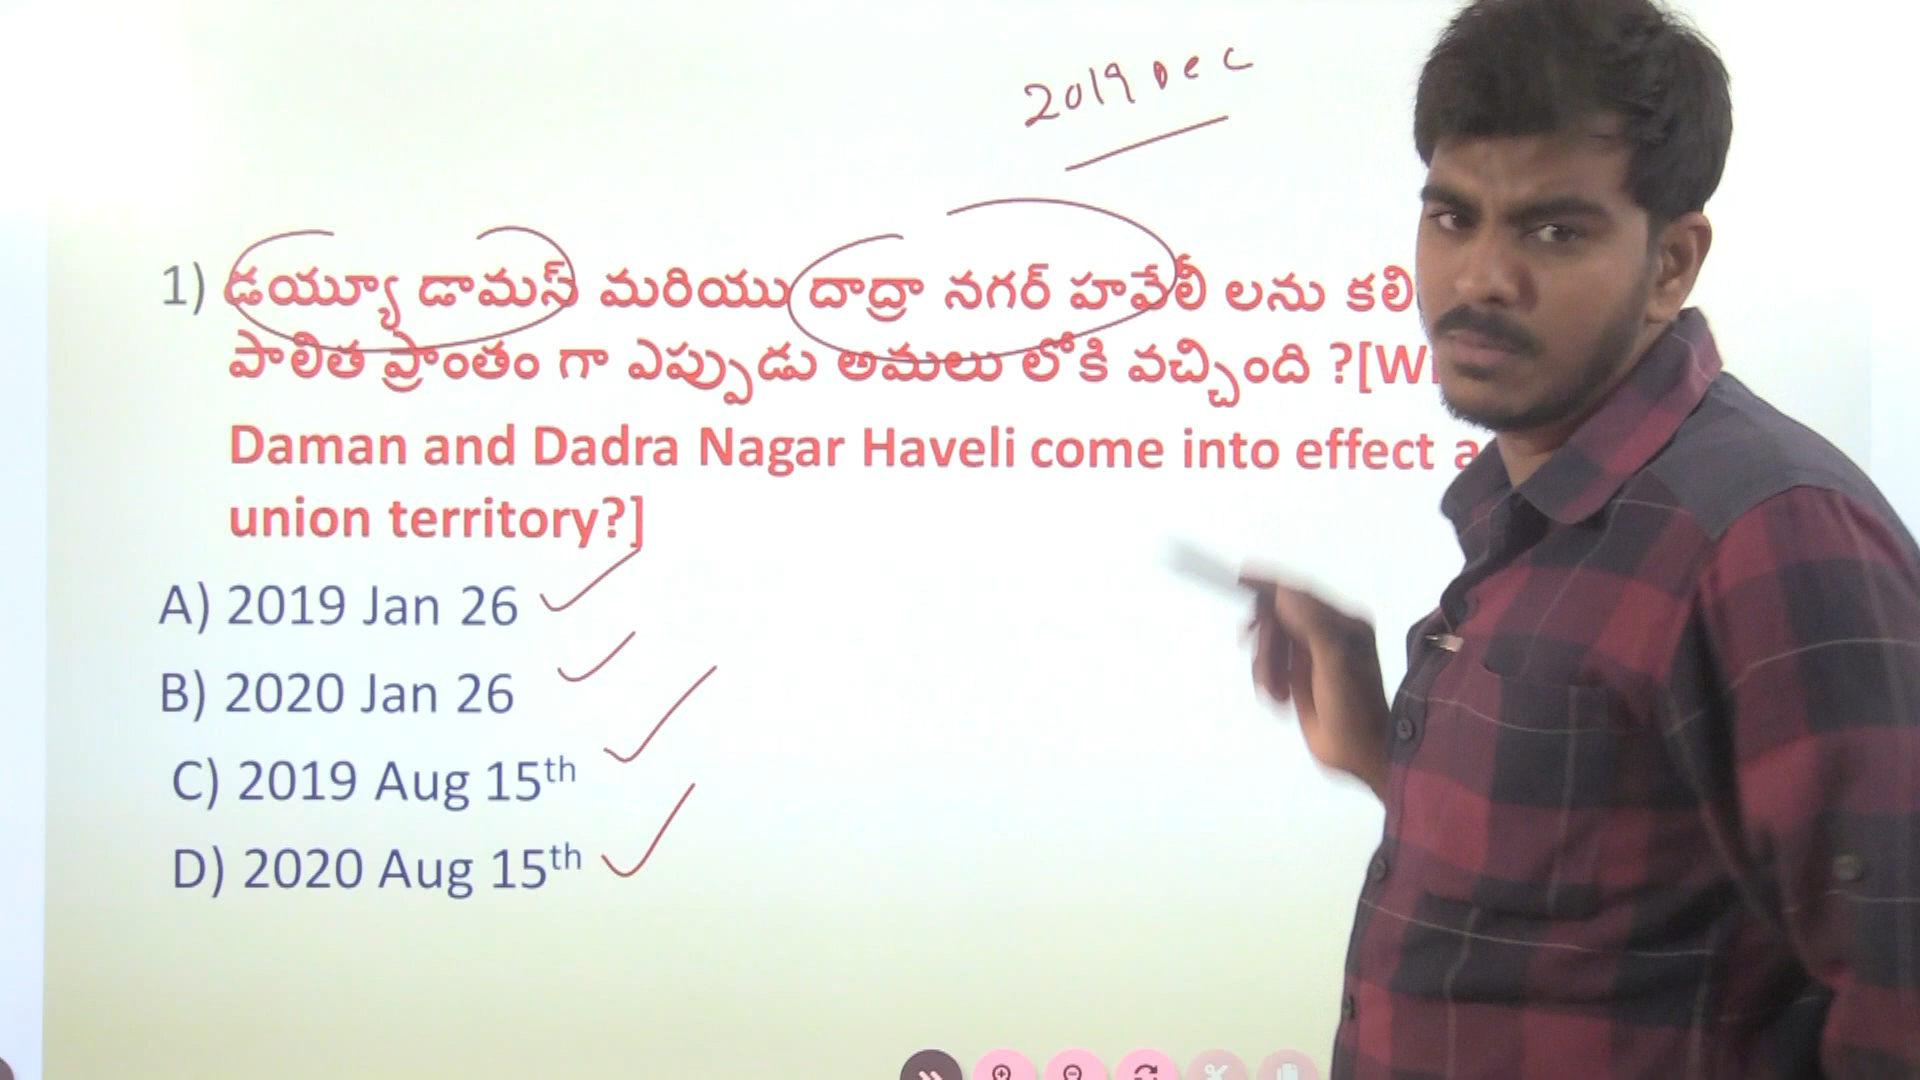 2019 Dec
1) డయ్యూ డామస్ మరియు దాద్రా నగర్ హవేలీ లను కలి
పాలిత ప్రాంతం గా ఎప్పుడు అమలు లోకి వచ్చింది ?[W
Daman and Dadra Nagar Haveli come into effect a
union territory?]
A) 2019 Jan 26
B) 2020 Jan 26
C) 2019 Aug 15th
D) 2020 Aug 15th